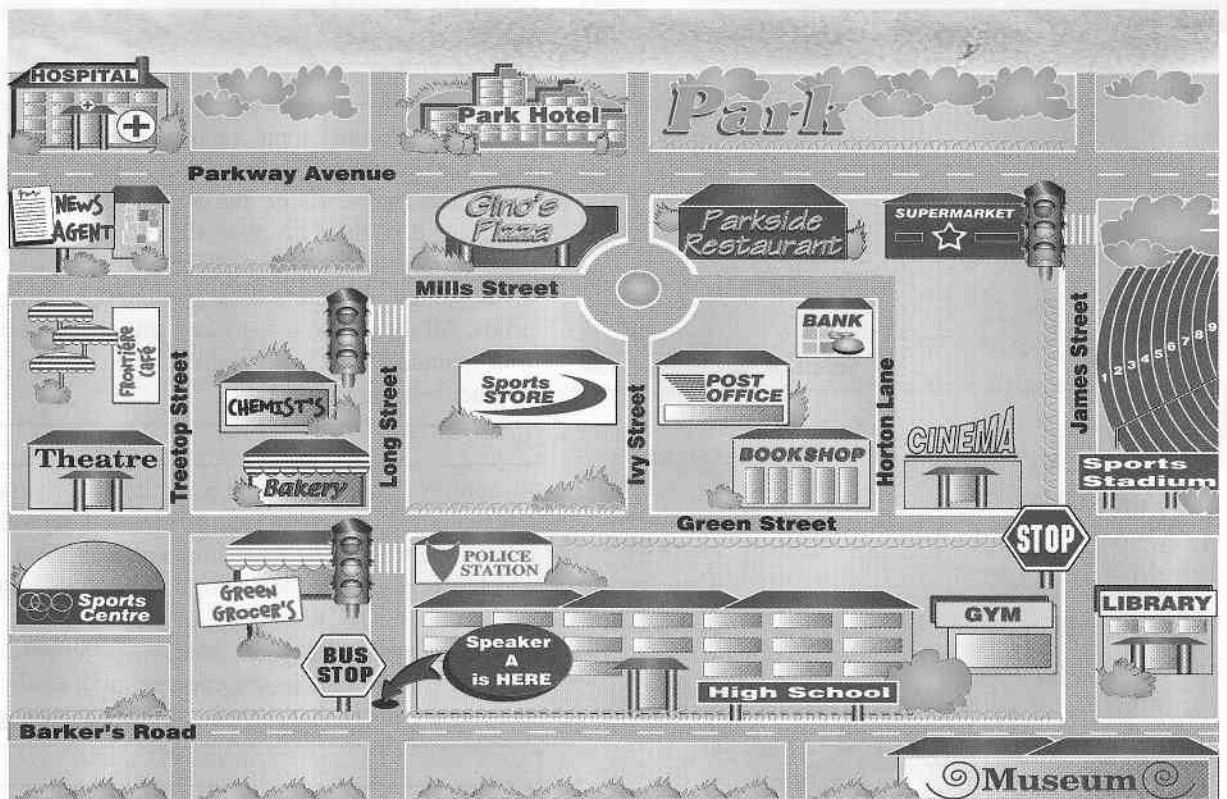 HOSPITAL
Park Hotel
Park
Parkway Avenue
NEWS
AGENT
Gino's
Pizza
Parkside
Restaurant
SUPERMARKET
Mills Street
FRONTIER
CAFÉ
Treetop Street
CHEMIST'S
Long Street
Sports
STORE
Ivy Street
BANK
POST
OFFICE
Horton Lane
James Street
1 2 3 4 5 6 7 8 9
Theatre
Bakery
BOOKSHOP
CINEMA
Sports
Stadium
Green Street
STOP
POLICE
STATION
Sports
Centre
GREEN
GROCER'S
GYM
LIBRARY
BUS
STOP
Speaker
A
is HERE
High School
Barker's Road
Museum